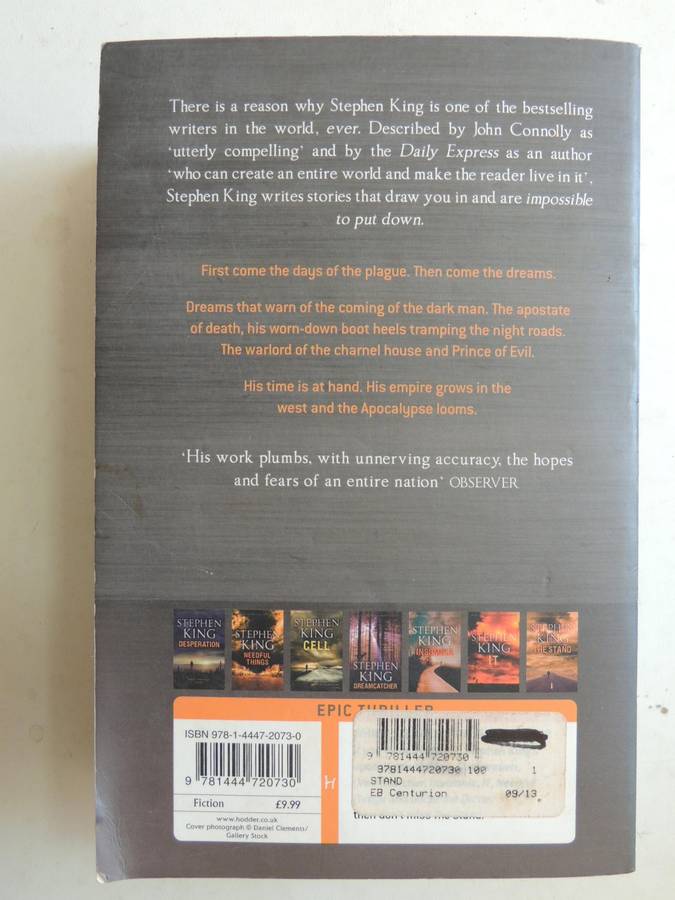 There is a reason why Stephen King is one of the bestselling
writers in the world, ever. Described by John Connolly as
‘utterly compelling’ and by the Daily Express as an author
‘who can create an entire world and make the reader live in it’,
Stephen King writes stories that draw you in and are impossible
to put down.
First come the days of the plague. Then come the dreams.
Dreams that warn of the coming of the dark man. The apostate
of death, his worn-down boot heels tramping the night roads.
The warlord of the charnel house and Prince of Evil.
His time is at hand. His empire grows in the
west and the Apocalypse looms.
‘His work plumbs, with unnerving accuracy, the hopes
and fears of an entire nation’ OBSERVER
STEPHEN KING DESPERATION
STEPHEN KING NEEDFUL THINGS
STEPHEN KING CELL
STEPHEN KING DREAMCATCHER
STEPHEN KING INSOMNIA
STEPHEN KING IT
STEPHEN KING THE STAND
EPIC THRILLER
ISBN 978-1-4447-2073-0
9 781444 720730
Fiction £9.99
www.hodder.co.uk
Cover photograph © Daniel Clements/
Gallery Stock
H
9 781444 720730
9781444720730 100 1
STAND
EB Centurion 09/13
then don't miss The Stand.